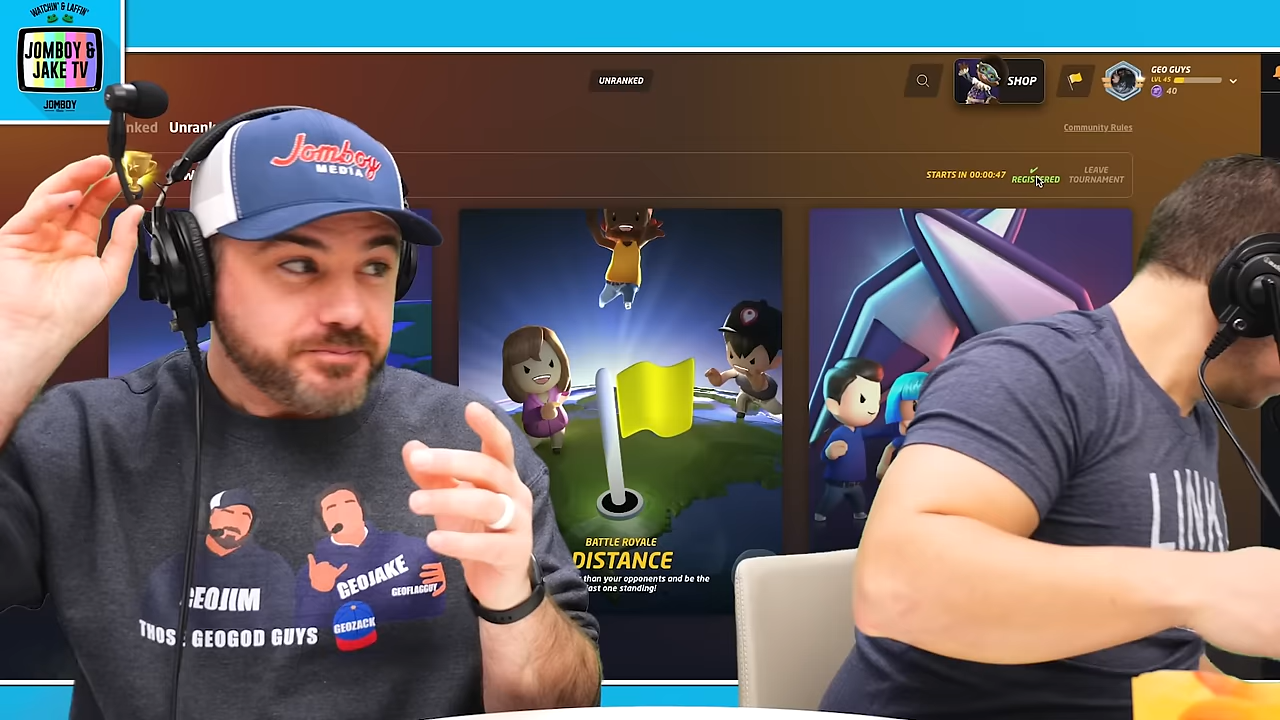 WATCHIN' & LAFFIN'
JOMBOY &
JAKE TV
JOMBOY
UNRANKED
SHOP
GEO GUYS
LVL 45
40
nked Unrank
Community Rules
W
STARTS IN 00:00:47
REGISTERED
LEAVE
TOURNAMENT
Jomboy
MEDIA
BATTLE ROYALE
DISTANCE
than your opponents and be the
last one standing!
GEOJIM
GEOJAKE
GEOFLAGGUY
GEOZACK
THOSE GEOGOD GUYS
LINK